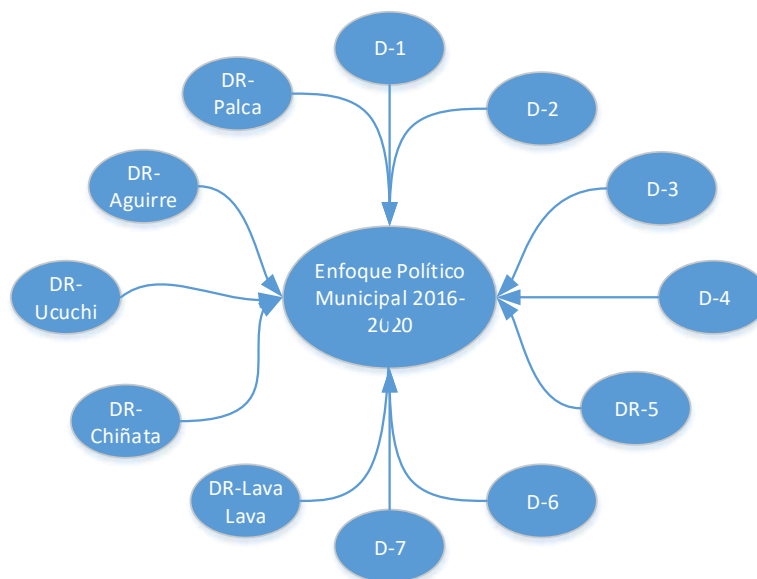 D-1
DR-
Palca
D-2
DR-
Aguirre
D-3
Enfoque Político
Municipal 2016-
2020
DR-
Ucuchi
D-4
DR-
Chiñata
DR-5
DR-Lava
Lava
D-6
D-7